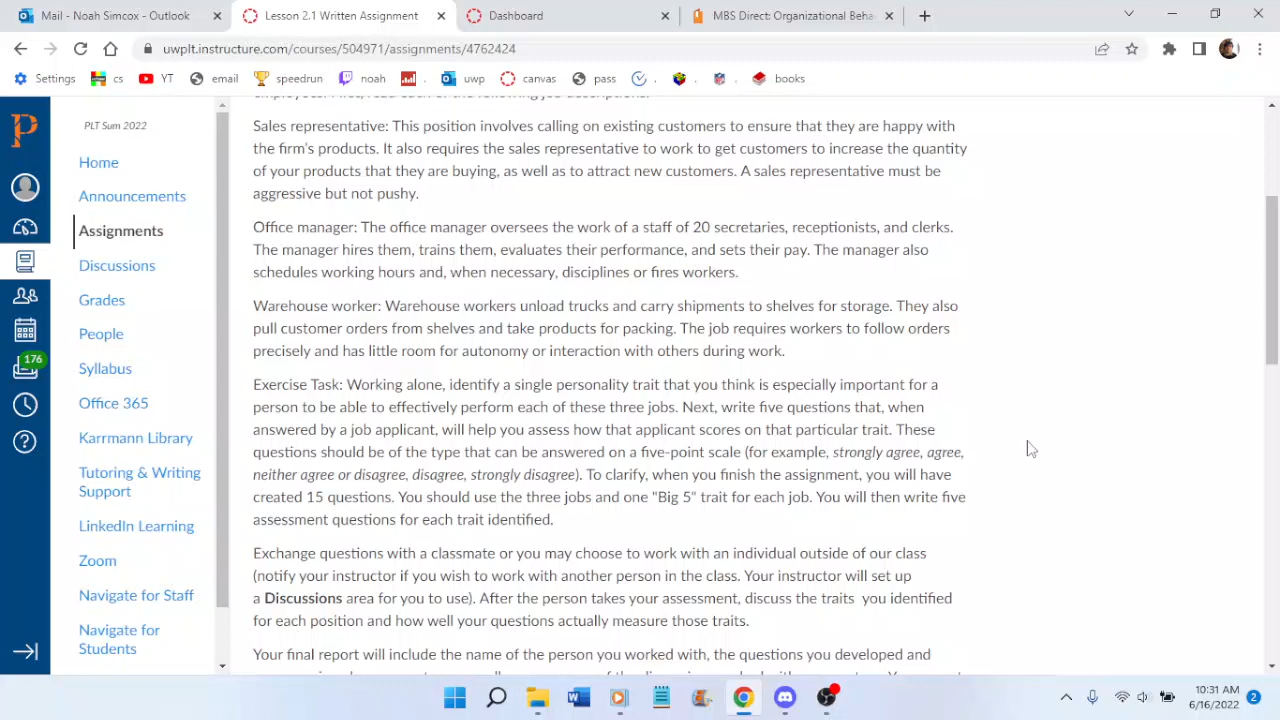 Mail - Noah Simcox - Outlook
Lesson 2.1 Written Assignment
Dashboard
MBS Direct: Organizational Beha
uwplt.instructure.com/courses/504971/assignments/4762424
Settings cs YT email speedrun noah . uwp canvas pass . . books
PLT Sum 2022
Home
Announcements
Assignments
Discussions
Grades
People
Syllabus
Office 365
Karrmann Library
Tutoring & Writing
Support
LinkedIn Learning
Zoom
Navigate for Staff
Navigate for
Students
176
Sales representative: This position involves calling on existing customers to ensure that they are happy with
the firm's products. It also requires the sales representative to work to get customers to increase the quantity
of your products that they are buying, as well as to attract new customers. A sales representative must be
aggressive but not pushy.
Office manager: The office manager oversees the work of a staff of 20 secretaries, receptionists, and clerks.
The manager hires them, trains them, evaluates their performance, and sets their pay. The manager also
schedules working hours and, when necessary, disciplines or fires workers.
Warehouse worker: Warehouse workers unload trucks and carry shipments to shelves for storage. They also
pull customer orders from shelves and take products for packing. The job requires workers to follow orders
precisely and has little room for autonomy or interaction with others during work.
Exercise Task: Working alone, identify a single personality trait that you think is especially important for a
person to be able to effectively perform each of these three jobs. Next, write five questions that, when
answered by a job applicant, will help you assess how that applicant scores on that particular trait. These
questions should be of the type that can be answered on a five-point scale (for example, strongly agree, agree,
neither agree or disagree, disagree, strongly disagree). To clarify, when you finish the assignment, you will have
created 15 questions. You should use the three jobs and one "Big 5" trait for each job. You will then write five
assessment questions for each trait identified.
Exchange questions with a classmate or you may choose to work with an individual outside of our class
(notify your instructor if you wish to work with another person in the class. Your instructor will set up
a Discussions area for you to use). After the person takes your assessment, discuss the traits you identified
for each position and how well your questions actually measure those traits.
Your final report will include the name of the person you worked with, the questions you developed and
10:31 AM
6/16/2022
2